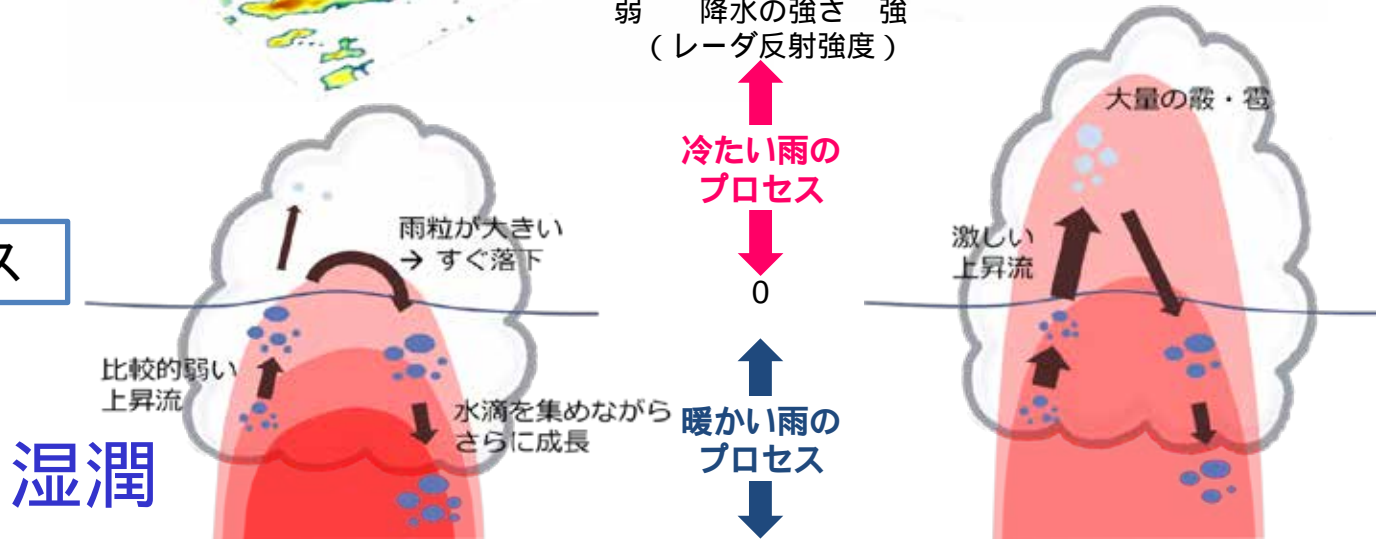 弱 降水の強さ 強
(レーダ反射強度)
冷たい雨の
プロセス
0
暖かい雨の
プロセス
ス
湿潤
雨粒が大きい
→ すぐ落下
比較的弱い
上昇流
水滴を集めながら
さらに成長
大量の霰・雹
激しい
上昇流